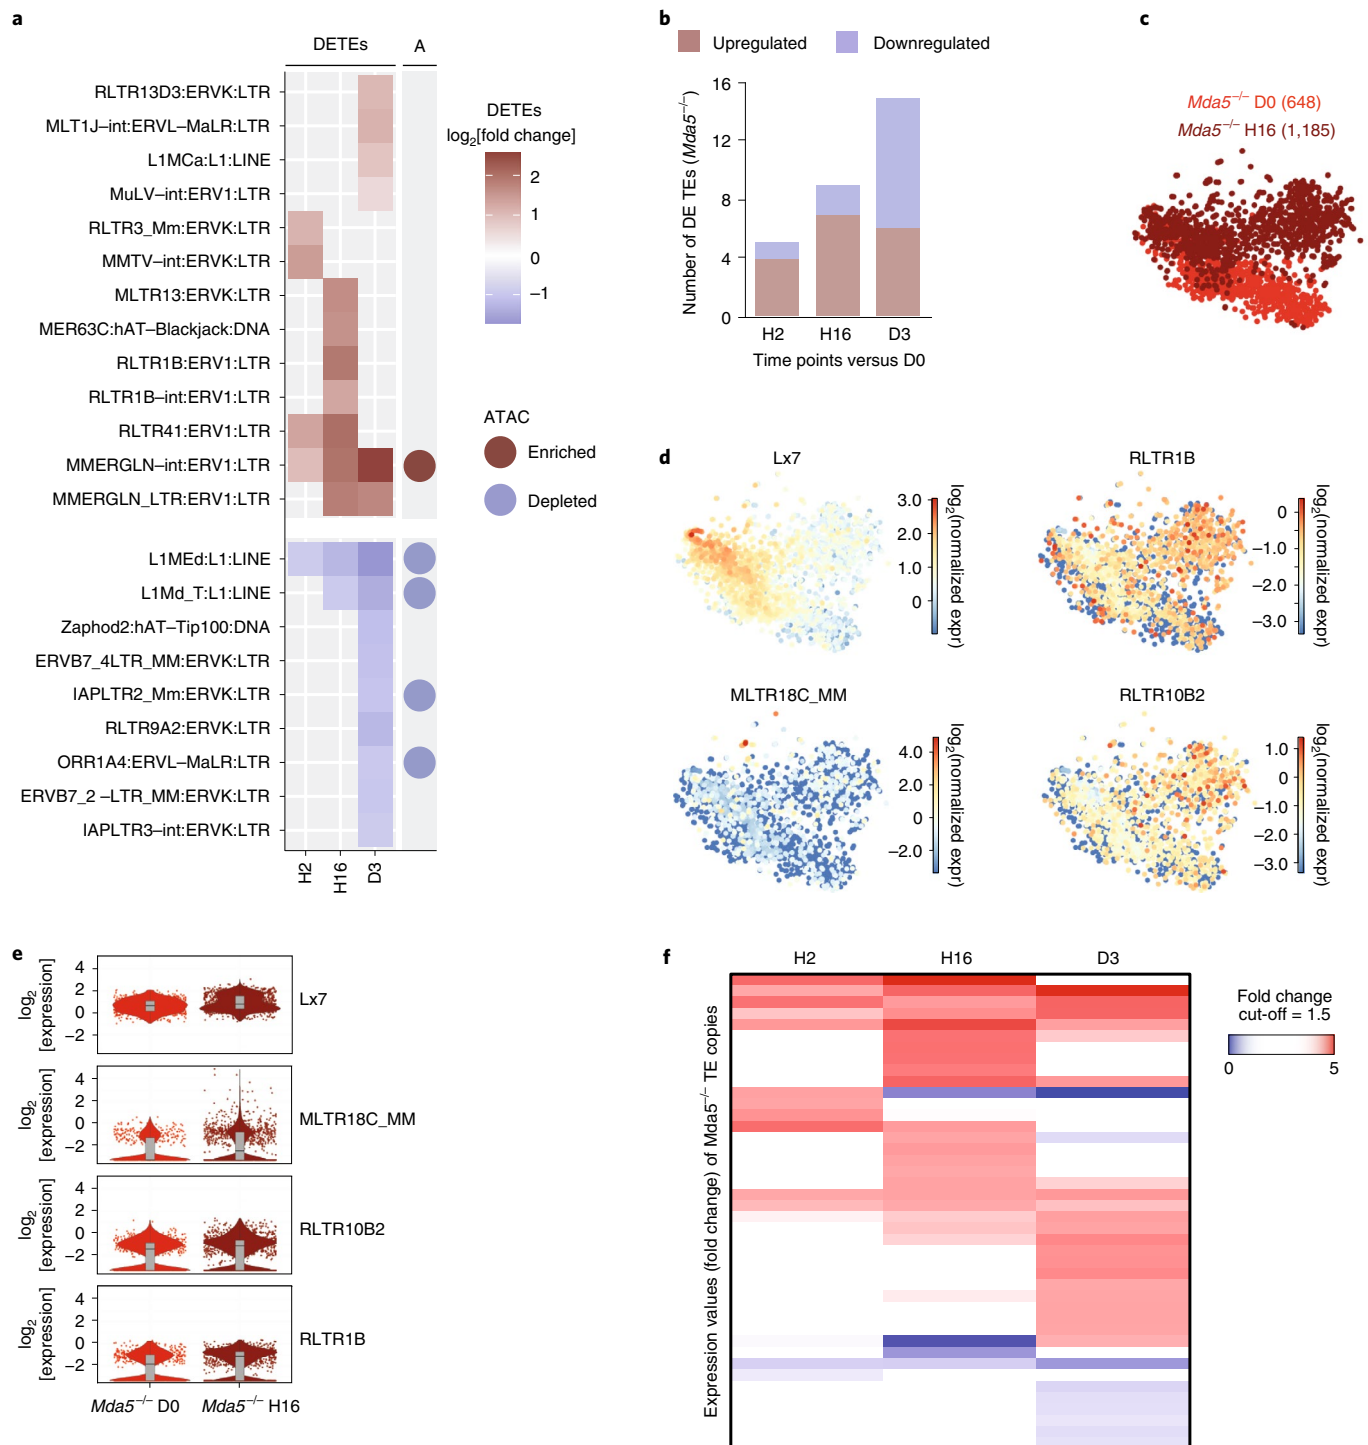 a
DETEs
A
RLTR13D3:ERVK:LTR
MLT1J–int:ERVL–MaLR:LTR
L1MCa:L1:LINE
MuLV–int:ERV1:LTR
RLTR3_Mm:ERVK:LTR
MMTV–int:ERVK:LTR
MLTR13:ERVK:LTR
MER63C:hAT–Blackjack:DNA
RLTR1B:ERV1:LTR
RLTR1B–int:ERV1:LTR
RLTR41:ERV1:LTR
MMERGLN–int:ERV1:LTR
MMERGLN_LTR:ERV1:LTR
L1MEd:L1:LINE
L1Md_T:L1:LINE
Zaphod2:hAT–Tip100:DNA
ERVB7_4LTR_MM:ERVK:LTR
IAPLTR2_Mm:ERVK:LTR
RLTR9A2:ERVK:LTR
ORR1A4:ERVL–MaLR:LTR
ERVB7_2 –LTR_MM:ERVK:LTR
IAPLTR3–int:ERVK:LTR
H2
H16
D3
DETEs
log2[fold change]
2
1
0
–1
ATAC
Enriched
Depleted
b
Upregulated
Downregulated
Number of DE TEs (Mda5–/–)
16
12
8
4
0
H2
H16
D3
Time points versus D0
c
Mda5–/– D0 (648)
Mda5–/– H16 (1,185)
d
Lx7
3.0
2.0
1.0
0
log2(normalized expr)
RLTR1B
0
–1.0
–2.0
–3.0
log2(normalized expr)
MLTR18C_MM
4.0
2.0
0
–2.0
log2(normalized expr)
RLTR10B2
1.0
0
–1.0
–2.0
–3.0
log2(normalized expr)
e
log2
[expression]
4
2
0
–2
Lx7
log2
[expression]
4
2
0
–2
MLTR18C_MM
log2
[expression]
4
2
0
–2
RLTR10B2
log2
[expression]
4
2
0
–2
RLTR1B
Mda5–/– D0
Mda5–/– H16
f
H2
H16
D3
Expression values (fold change) of Mda5–/– TE copies
Fold change
cut-off = 1.5
0
5